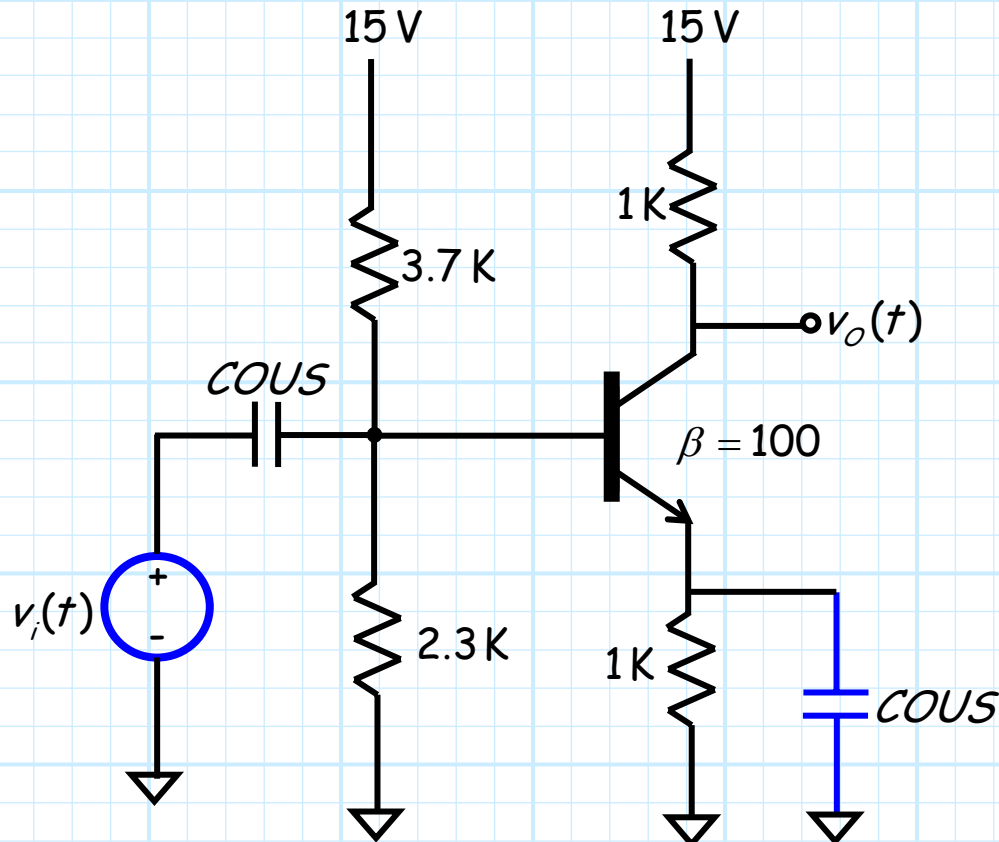 15 V
15 V
1 K
3.7 K
v_O(t)
COUS
β = 100
+
v_i(t)
-
2.3 K
1 K
COUS